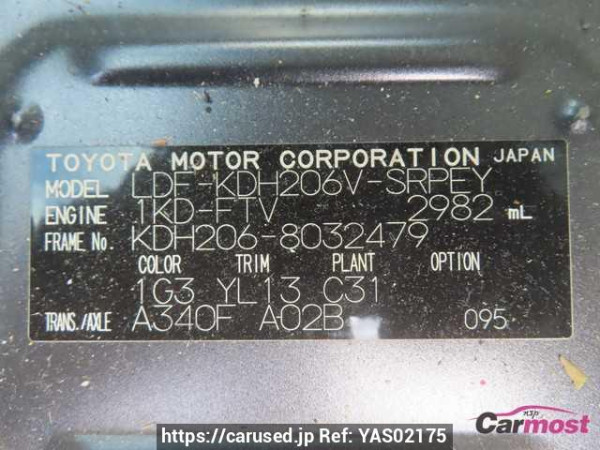 TOYOTA MOTOR CORPORATION JAPAN
MODEL LDF-KDH206V-SRPEY
ENGINE 1KD-FTV 2982 mL
FRAME No. KDH206-8032479
COLOR TRIM PLANT OPTION
1G3 YL13 C31
TRANS./AXLE A340F A02B 095
Carmost
https://carused.jp Ref: YAS02175